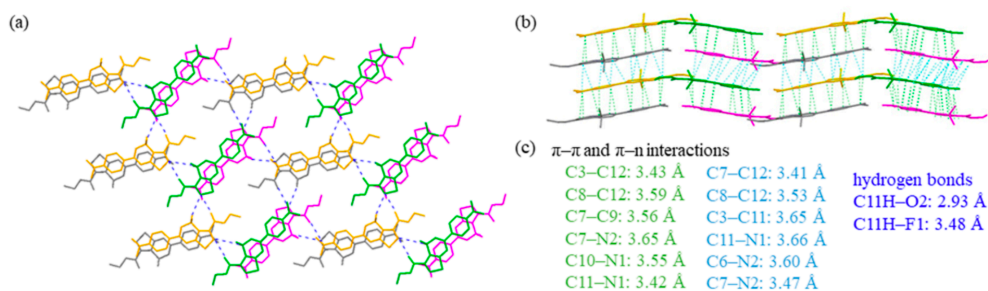 (a)
(b)
(c) π–π and π–n interactions
C3–C12: 3.43 Å
C8–C12: 3.59 Å
C7–C9: 3.56 Å
C7–N2: 3.65 Å
C10–N1: 3.55 Å
C11–N1: 3.42 Å
C7–C12: 3.41 Å
C8–C12: 3.53 Å
C3–C11: 3.65 Å
C11–N1: 3.66 Å
C6–N2: 3.60 Å
C7–N2: 3.47 Å
hydrogen bonds
C11H–O2: 2.93 Å
C11H–F1: 3.48 Å